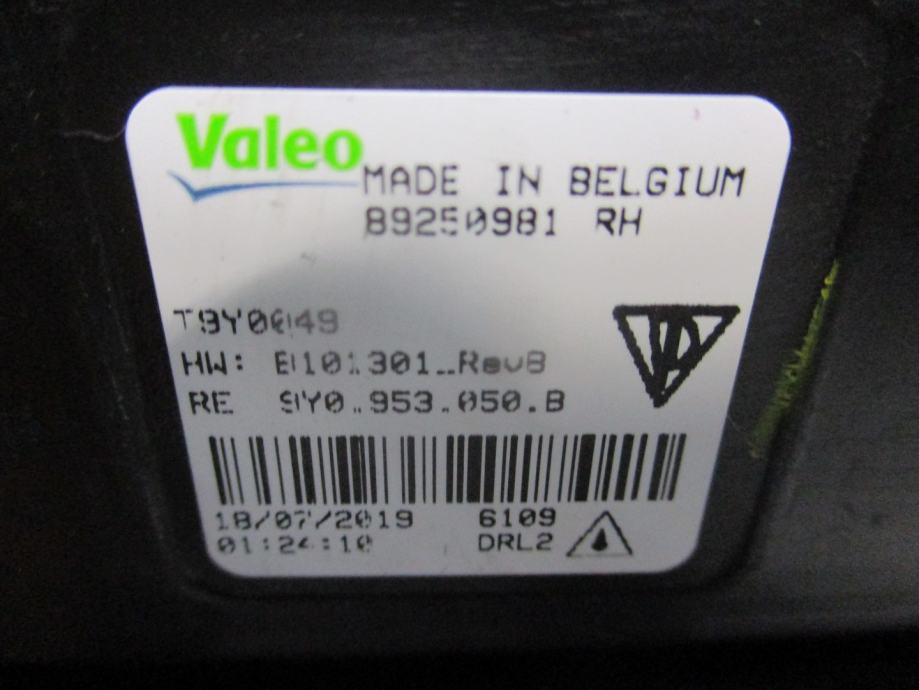 Valeo
MADE IN BELGIUM
89250981 RH
T9Y0049
HW: E0101301_RevB
RE 9Y0.953.050.B
18/07/2019 6109
01:24:10 DRL2